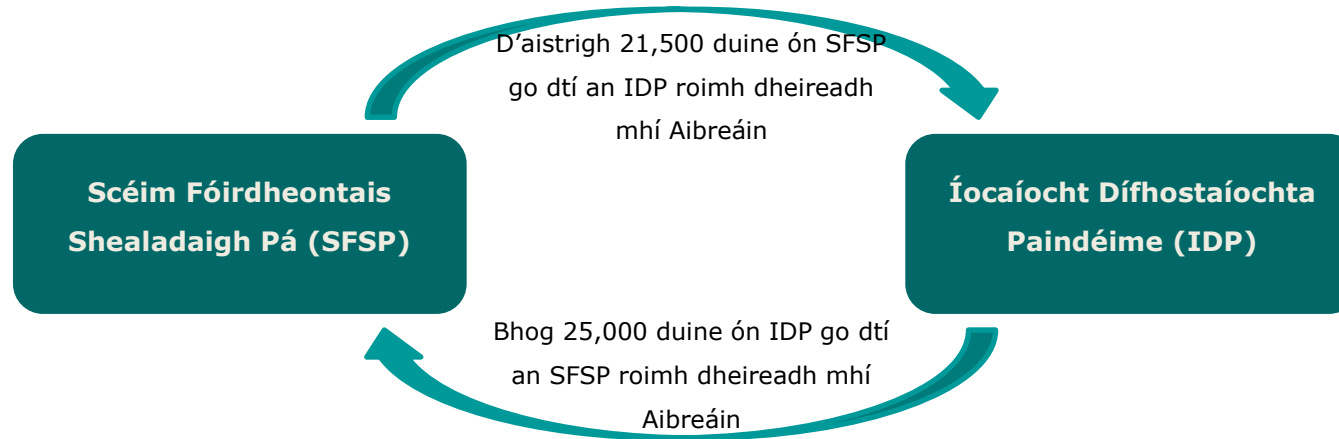 D’aistrigh 21,500 duine ón SFSP
go dtí an IDP roimh dheireadh
mhí Aibreáin
Scéim Fóirdheontais
Shealadaigh Pá (SFSP)
Íocaíocht Dífhostaíochta
Paindéime (IDP)
Bhog 25,000 duine ón IDP go dtí
an SFSP roimh dheireadh mhí
Aibreáin